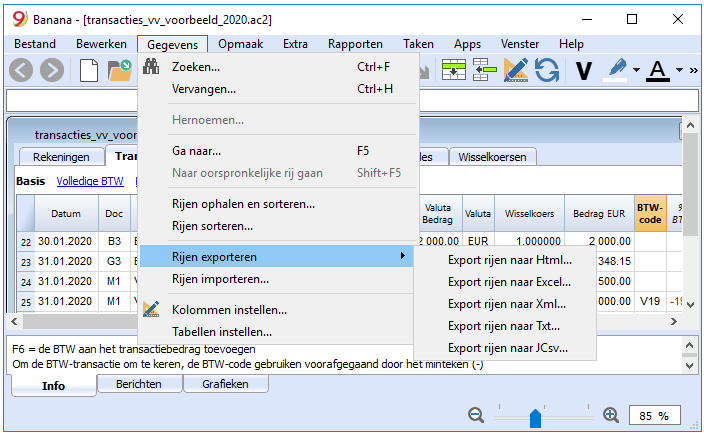 Banana - [transacties_vv_voorbeeld_2020.ac2]
Bestand Bewerken Gegevens Opmaak Extra Rapporten Taken Apps Venster Help
Zoeken... Ctrl+F
Vervangen... Ctrl+H
Hernoemen...
Ga naar... F5
Naar oorspronkelijke rij gaan Shift+F5
Rijen ophalen en sorteren...
Rijen sorteren...
Rijen exporteren
Rijen importeren...
Kolommen instellen...
Tabellen instellen...
Export rijen naar Html...
Export rijen naar Excel...
Export rijen naar Xml...
Export rijen naar Txt...
Export rijen naar JCsv...
V A »
transacties_vv_voor
Rekeningen Tra les Wisselkoersen
Basis Volledige BTW
Datum Doc Valuta Bedrag Valuta Wisselkoers Bedrag EUR BTW-code % BT
22 30.01.2020 B3 2 000.00 EUR 1.000000 2 000.00
23 31.01.2020 G3 348.15
24 31.01.2020 M1 500.00
25 31.01.2020 M1 000.00 V19 -19
F6 = de BTW aan het transactiebedrag toevoegen
Om de BTW-transactie om te keren, de BTW-code gebruiken voorafgegaand door het minteken (-)
Info Berichten Grafieken
85 %